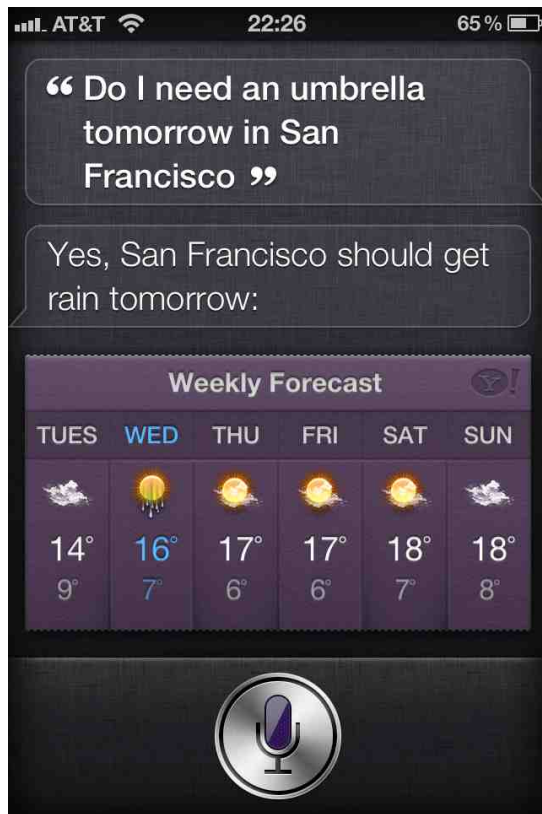 AT&T 22:26 65%
“ Do I need an umbrella
tomorrow in San
Francisco ”
Yes, San Francisco should get
rain tomorrow:
Weekly Forecast Y!
TUES WED THU FRI SAT SUN
14° 16° 17° 17° 18° 18°
9° 7° 6° 6° 7° 8°